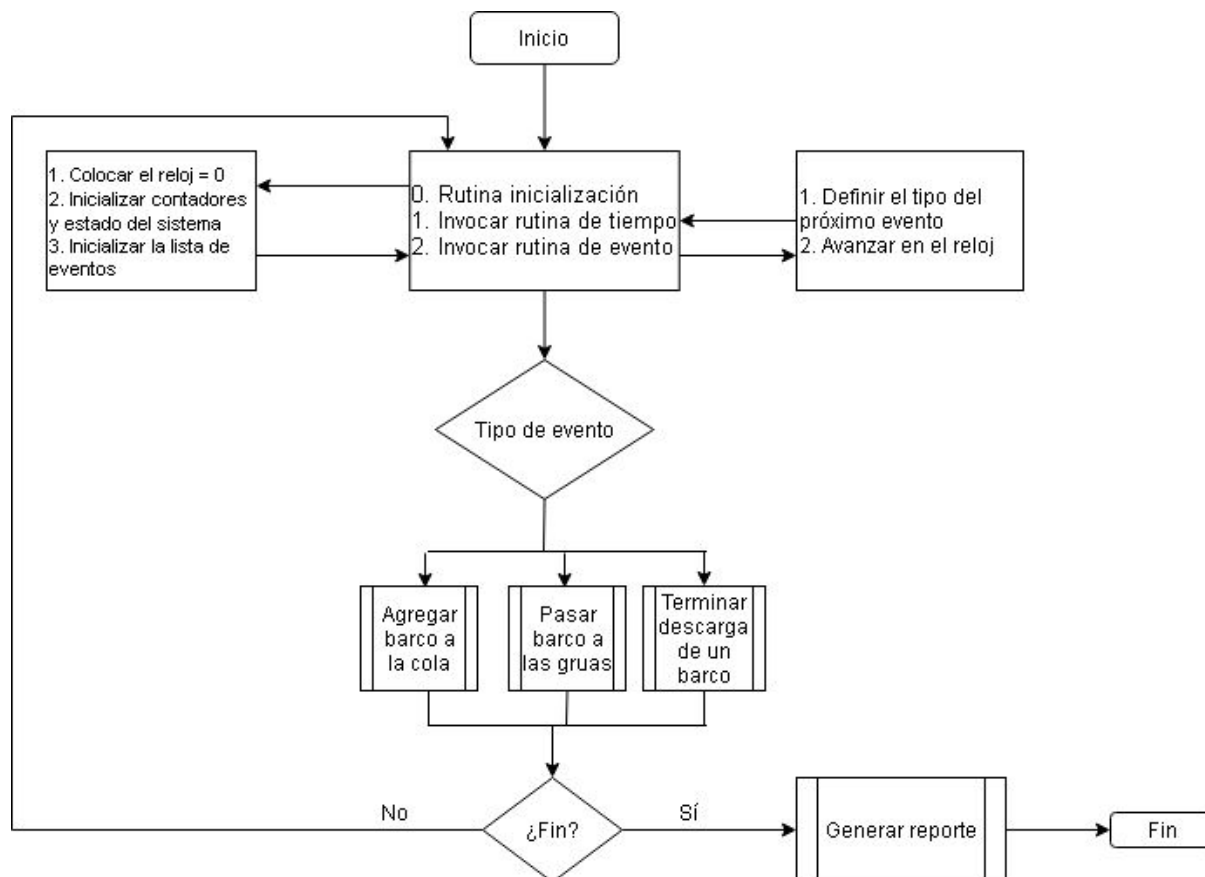 Inicio
1. Colocar el reloj = 0
2. Inicializar contadores
y estado del sistema
3. Inicializar la lista de
eventos
0. Rutina inicialización
1. Invocar rutina de tiempo
2. Invocar rutina de evento
1. Definir el tipo del
próximo evento
2. Avanzar en el reloj
Tipo de evento
Agregar
barco a
la cola
Pasar
barco a
las gruas
Terminar
descarga
de un
barco
¿Fin?
No
Sí
Generar reporte
Fin